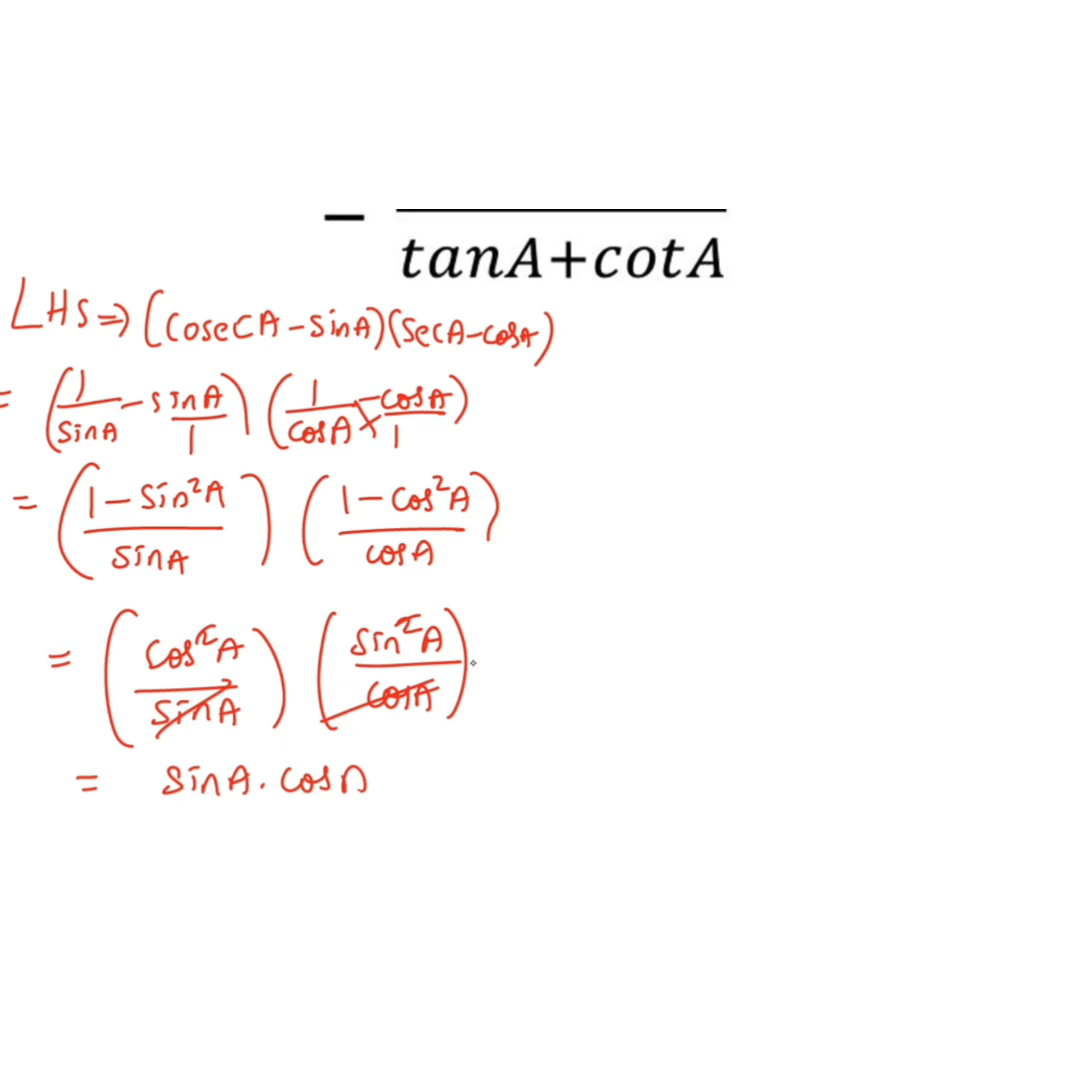 – ———
tanA+cotA
LHS ⇒ (CosecA – sinA)(SecA – cosA)
= (1/sinA – sinA/1) (1/cosA – cosA/1)
= (1 – sin²A / sinA) (1 – cos²A / cosA)
= (cos²A / sinA) (sin²A / cosA)
= sinA . cosA